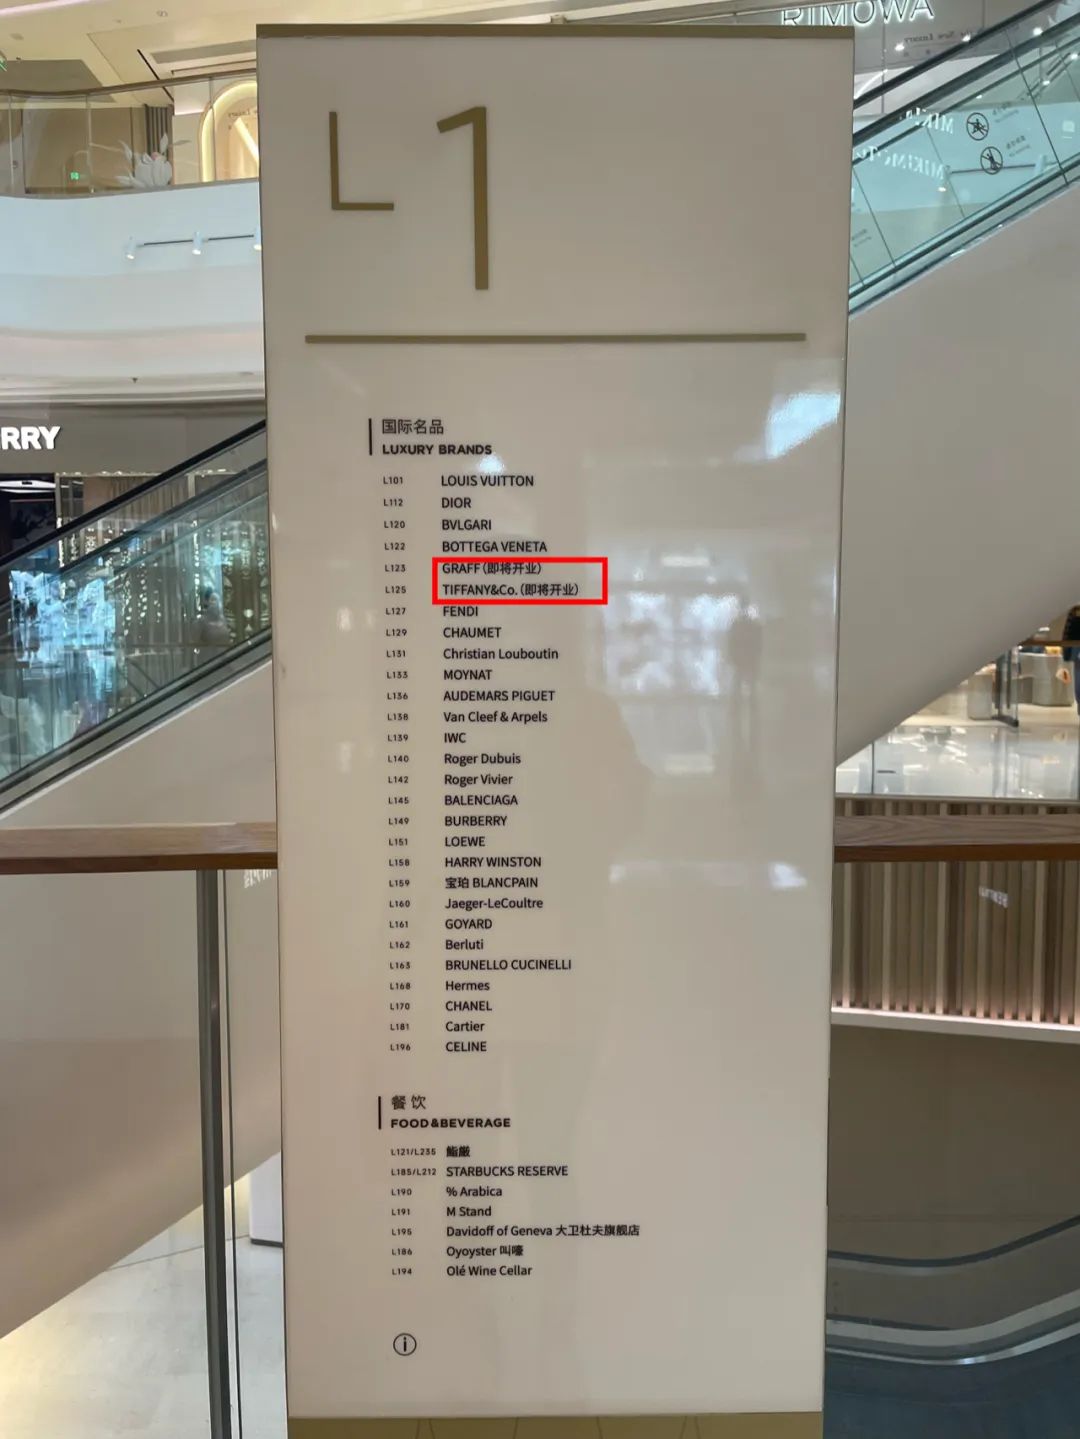 RIMOWA
L1
RRY
国际名品
LUXURY BRANDS
L101 LOUIS VUITTON
L112 DIOR
L120 BVLGARI
L122 BOTTEGA VENETA
L123 GRAFF(即将开业)
L125 TIFFANY&Co.(即将开业)
L127 FENDI
L129 CHAUMET
L131 Christian Louboutin
L133 MOYNAT
L136 AUDEMARS PIGUET
L138 Van Cleef & Arpels
L139 IWC
L140 Roger Dubuis
L142 Roger Vivier
L145 BALENCIAGA
L149 BURBERRY
L151 LOEWE
L158 HARRY WINSTON
L159 宝珀 BLANCPAIN
L160 Jaeger-LeCoultre
L161 GOYARD
L162 Berluti
L163 BRUNELLO CUCINELLI
L168 Hermes
L170 CHANEL
L181 Cartier
L196 CELINE
餐饮
FOOD&BEVERAGE
L121/L235 鮨厳
L185/L212 STARBUCKS RESERVE
L190 % Arabica
L191 M Stand
L195 Davidoff of Geneva 大卫杜夫旗舰店
L186 Oyoyster 叫嚎
L194 Olé Wine Cellar